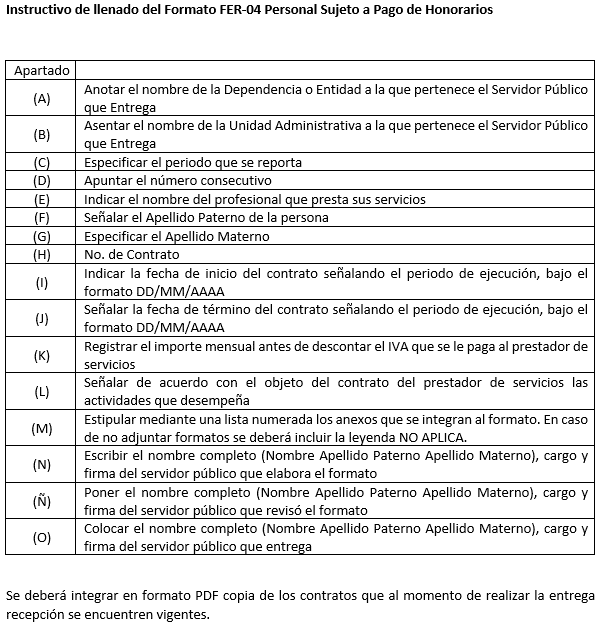 Instructivo de llenado del Formato FER-04 Personal Sujeto a Pago de Honorarios
Apartado
(A) Anotar el nombre de la Dependencia o Entidad a la que pertenece el Servidor Público
que Entrega
(B) Asentar el nombre de la Unidad Administrativa a la que pertenece el Servidor Público
que Entrega
(C) Especificar el periodo que se reporta
(D) Apuntar el número consecutivo
(E) Indicar el nombre del profesional que presta sus servicios
(F) Señalar el Apellido Paterno de la persona
(G) Especificar el Apellido Materno
(H) No. de Contrato
(I) Indicar la fecha de inicio del contrato señalando el periodo de ejecución, bajo el
formato DD/MM/AAAA
(J) Señalar la fecha de término del contrato señalando el periodo de ejecución, bajo el
formato DD/MM/AAAA
(K) Registrar el importe mensual antes de descontar el IVA que se le paga al prestador de
servicios
(L) Señalar de acuerdo con el objeto del contrato del prestador de servicios las
actividades que desempeña
(M) Estipular mediante una lista numerada los anexos que se integran al formato. En caso
de no adjuntar formatos se deberá incluir la leyenda NO APLICA.
(N) Escribir el nombre completo (Nombre Apellido Paterno Apellido Materno), cargo y
firma del servidor público que elabora el formato
(Ñ) Poner el nombre completo (Nombre Apellido Paterno Apellido Materno), cargo y
firma del servidor público que revisó el formato
(O) Colocar el nombre completo (Nombre Apellido Paterno Apellido Materno), cargo y
firma del servidor público que entrega
Se deberá integrar en formato PDF copia de los contratos que al momento de realizar la entrega
recepción se encuentren vigentes.